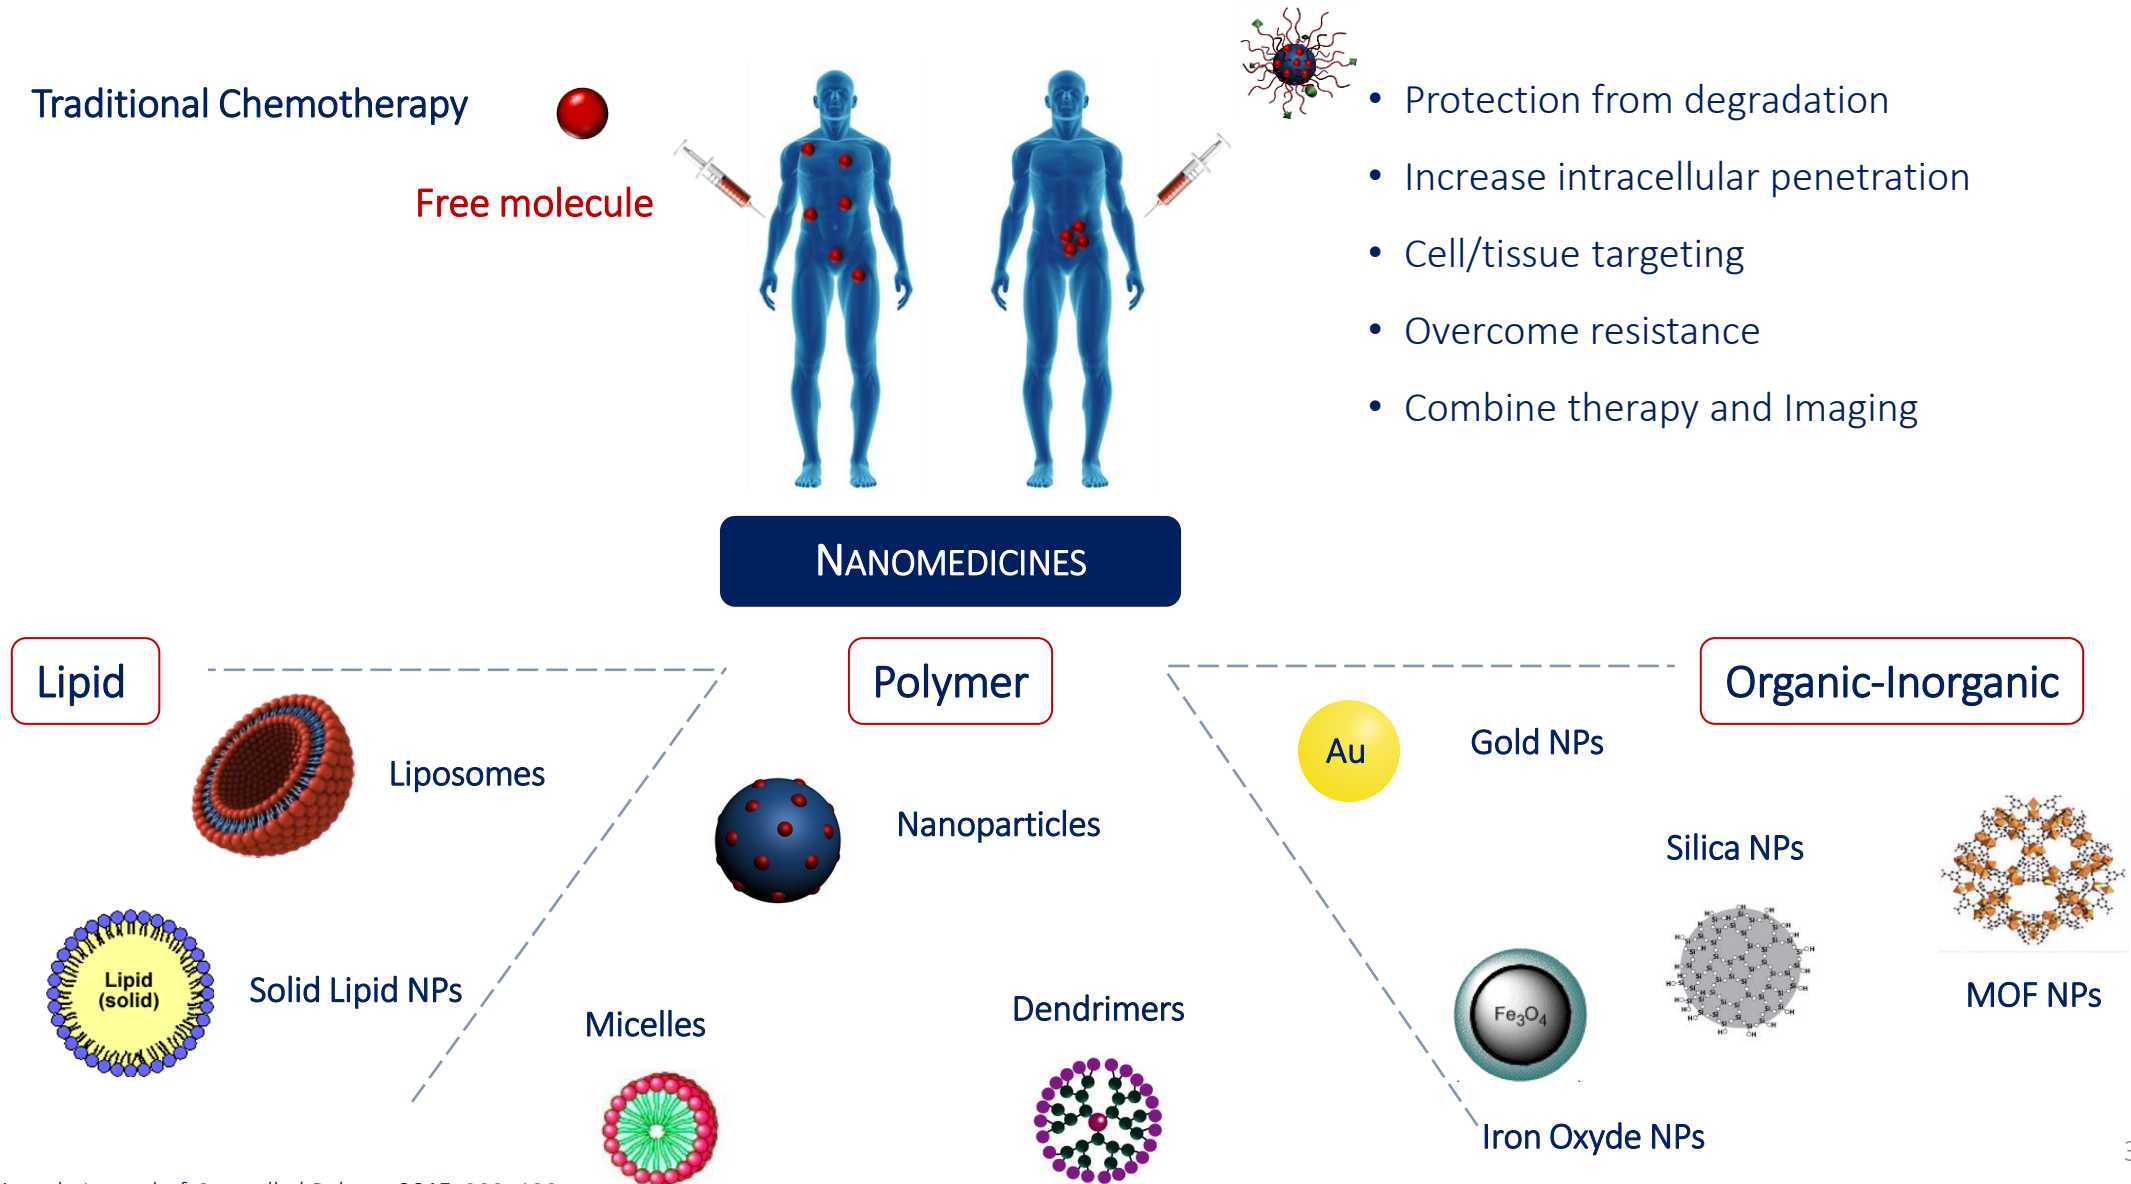 Traditional Chemotherapy
Free molecule
• Protection from degradation
• Increase intracellular penetration
• Cell/tissue targeting
• Overcome resistance
• Combine therapy and Imaging
NANOMEDICINES
Lipid
Liposomes
Lipid
(solid)
Solid Lipid NPs
Polymer
Nanoparticles
Micelles
Dendrimers
Organic-Inorganic
Au
Gold NPs
Silica NPs
MOF NPs
Fe3O4
Iron Oxyde NPs